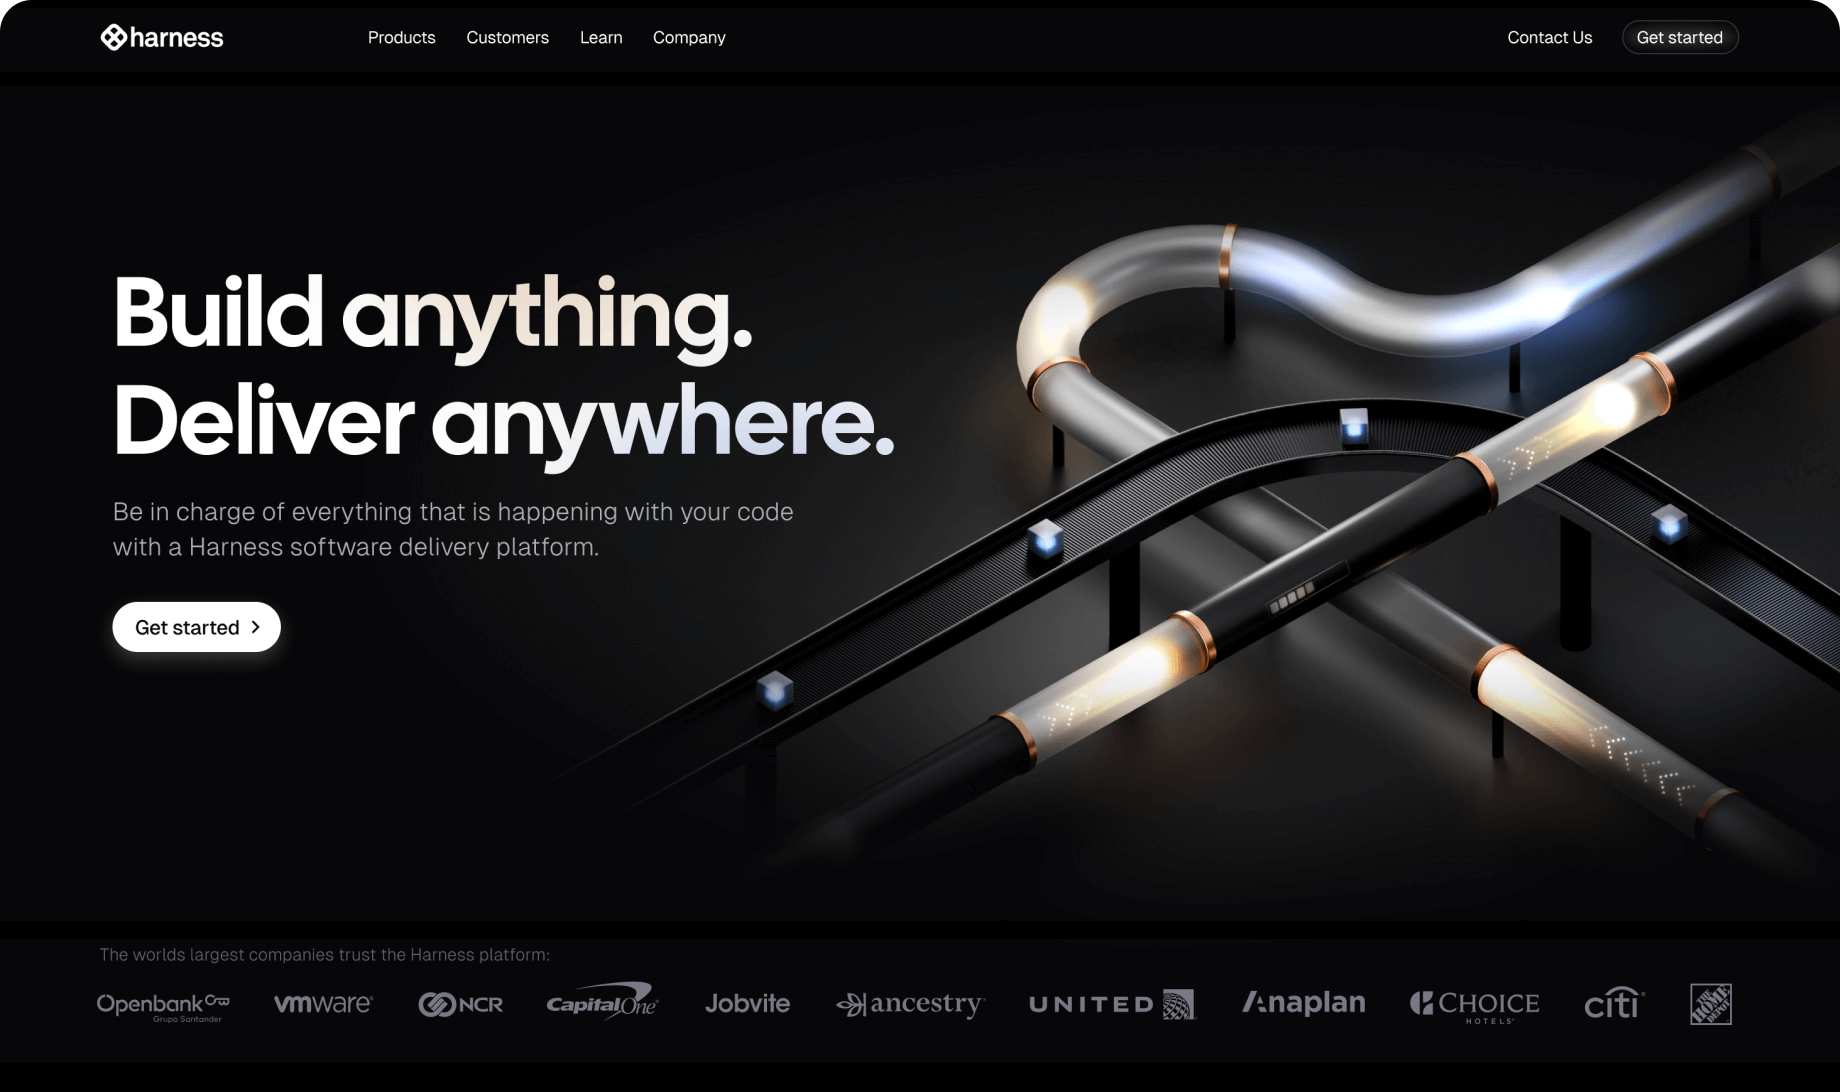 harness
Products
Customers
Learn
Company
Contact Us
Get started
Build anything.
Deliver anywhere.
Be in charge of everything that is happening with your code
with a Harness software delivery platform.
Get started
The worlds largest companies trust the Harness platform:
Openbank
Grupo Santander
vmware®
NCR
Capital One®
Jobvite
ancestry
UNITED
Anaplan
CHOICE
HOTELS®
citi®
THE
HOME
DEPOT